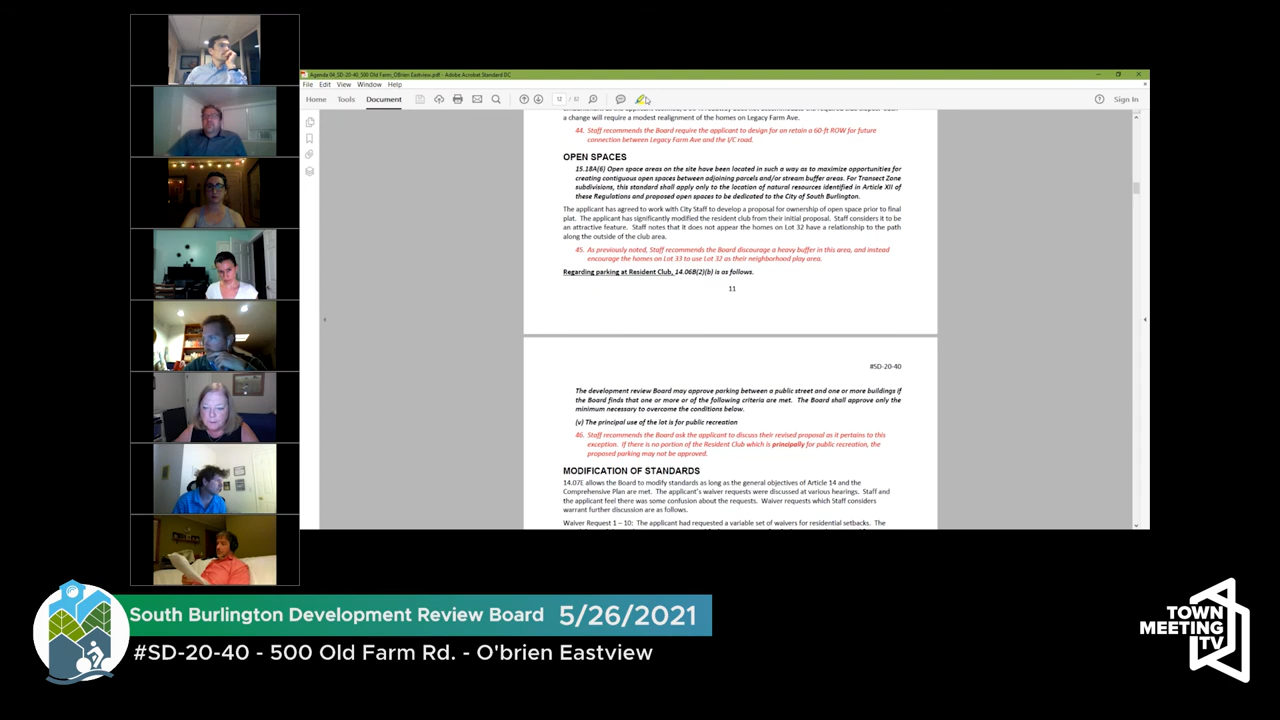 Agenda 04_SD-20-40_500 Old Farm_OBrien Eastview.pdf - Adobe Acrobat Standard DC
File Edit View Window Help
Home Tools Document 12 / 82 Sign In
a change will require a modest realignment of the homes on Legacy Farm Ave.
44. Staff recommends the Board require the applicant to design for an retain a 60-ft ROW for future
connection between Legacy Farm Ave and the I/C road.
OPEN SPACES
15.18A(6) Open space areas on the site have been located in such a way as to maximize opportunities for
creating contiguous open spaces between adjoining parcels and/or stream buffer areas. For Transect Zone
subdivisions, this standard shall apply only to the location of natural resources identified in Article XII of
these Regulations and proposed open spaces to be dedicated to the City of South Burlington.
The applicant has agreed to work with City Staff to develop a proposal for ownership of open space prior to final
plat. The applicant has significantly modified the resident club from their initial proposal. Staff considers it to be
an attractive feature. Staff notes that it does not appear the homes on Lot 32 have a relationship to the path
along the outside of the club area.
45. As previously noted, Staff recommends the Board discourage a heavy buffer in this area, and instead
encourage the homes on Lot 33 to use Lot 32 as their neighborhood play area.
Regarding parking at Resident Club, 14.06B(2)(b) is as follows.
11
#SD-20-40
The development review Board may approve parking between a public street and one or more buildings if
the Board finds that one or more or of the following criteria are met. The Board shall approve only the
minimum necessary to overcome the conditions below.
(v) The principal use of the lot is for public recreation
46. Staff recommends the Board ask the applicant to discuss their revised proposal as it pertains to this
exception. If there is no portion of the Resident Club which is principally for public recreation, the
proposed parking may not be approved.
MODIFICATION OF STANDARDS
14.07E allows the Board to modify standards as long as the general objectives of Article 14 and the
Comprehensive Plan are met. The applicant's waiver requests were discussed at various hearings. Staff and
the applicant feel there was some confusion about the requests. Waiver requests which Staff considers
warrant further discussion are as follows.
Waiver Request 1 – 10: The applicant had requested a variable set of waivers for residential setbacks. The
South Burlington Development Review Board 5/26/2021
#SD-20-40 - 500 Old Farm Rd. - O'brien Eastview
TOWN
MEETING
TV